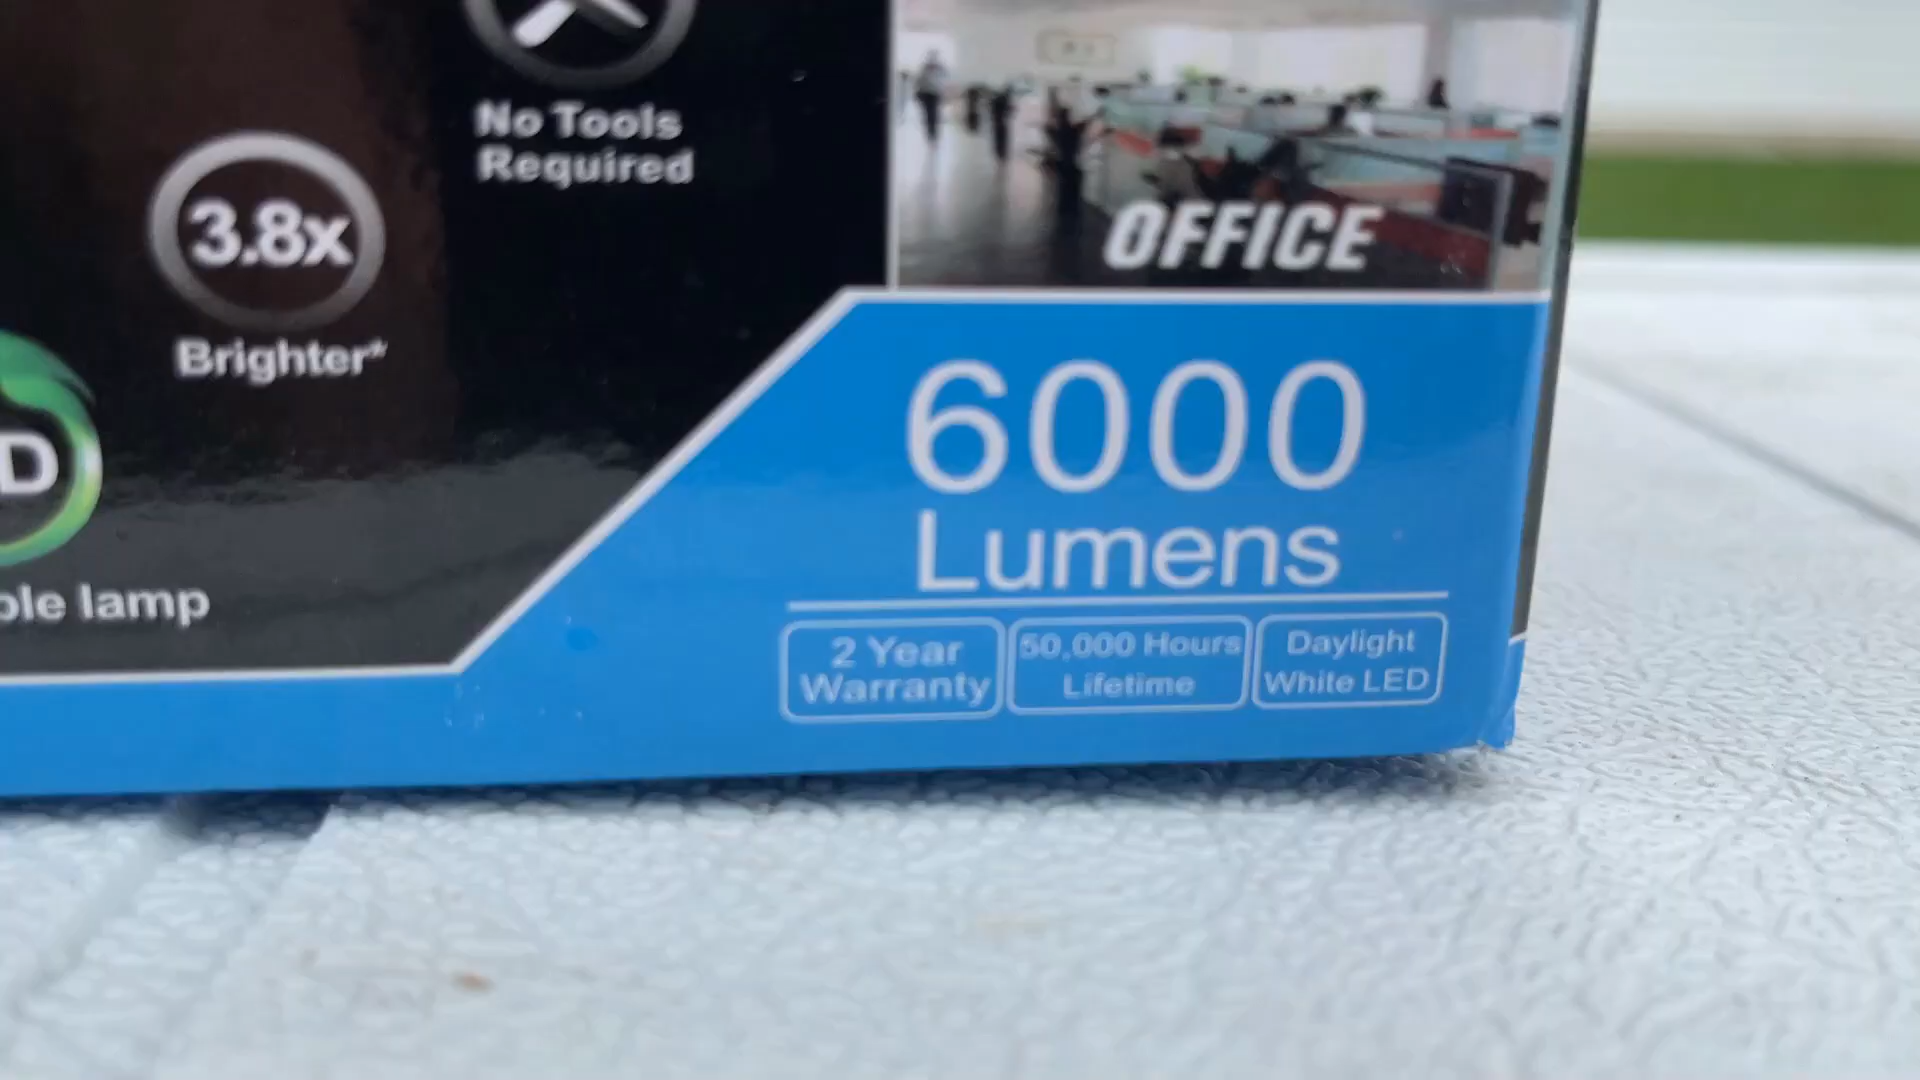 No Tools
Required
3.8x
Brighter*
D
ble lamp
OFFICE
6000
Lumens
2 Year
Warranty
50,000 Hours
Lifetime
Daylight
White LED